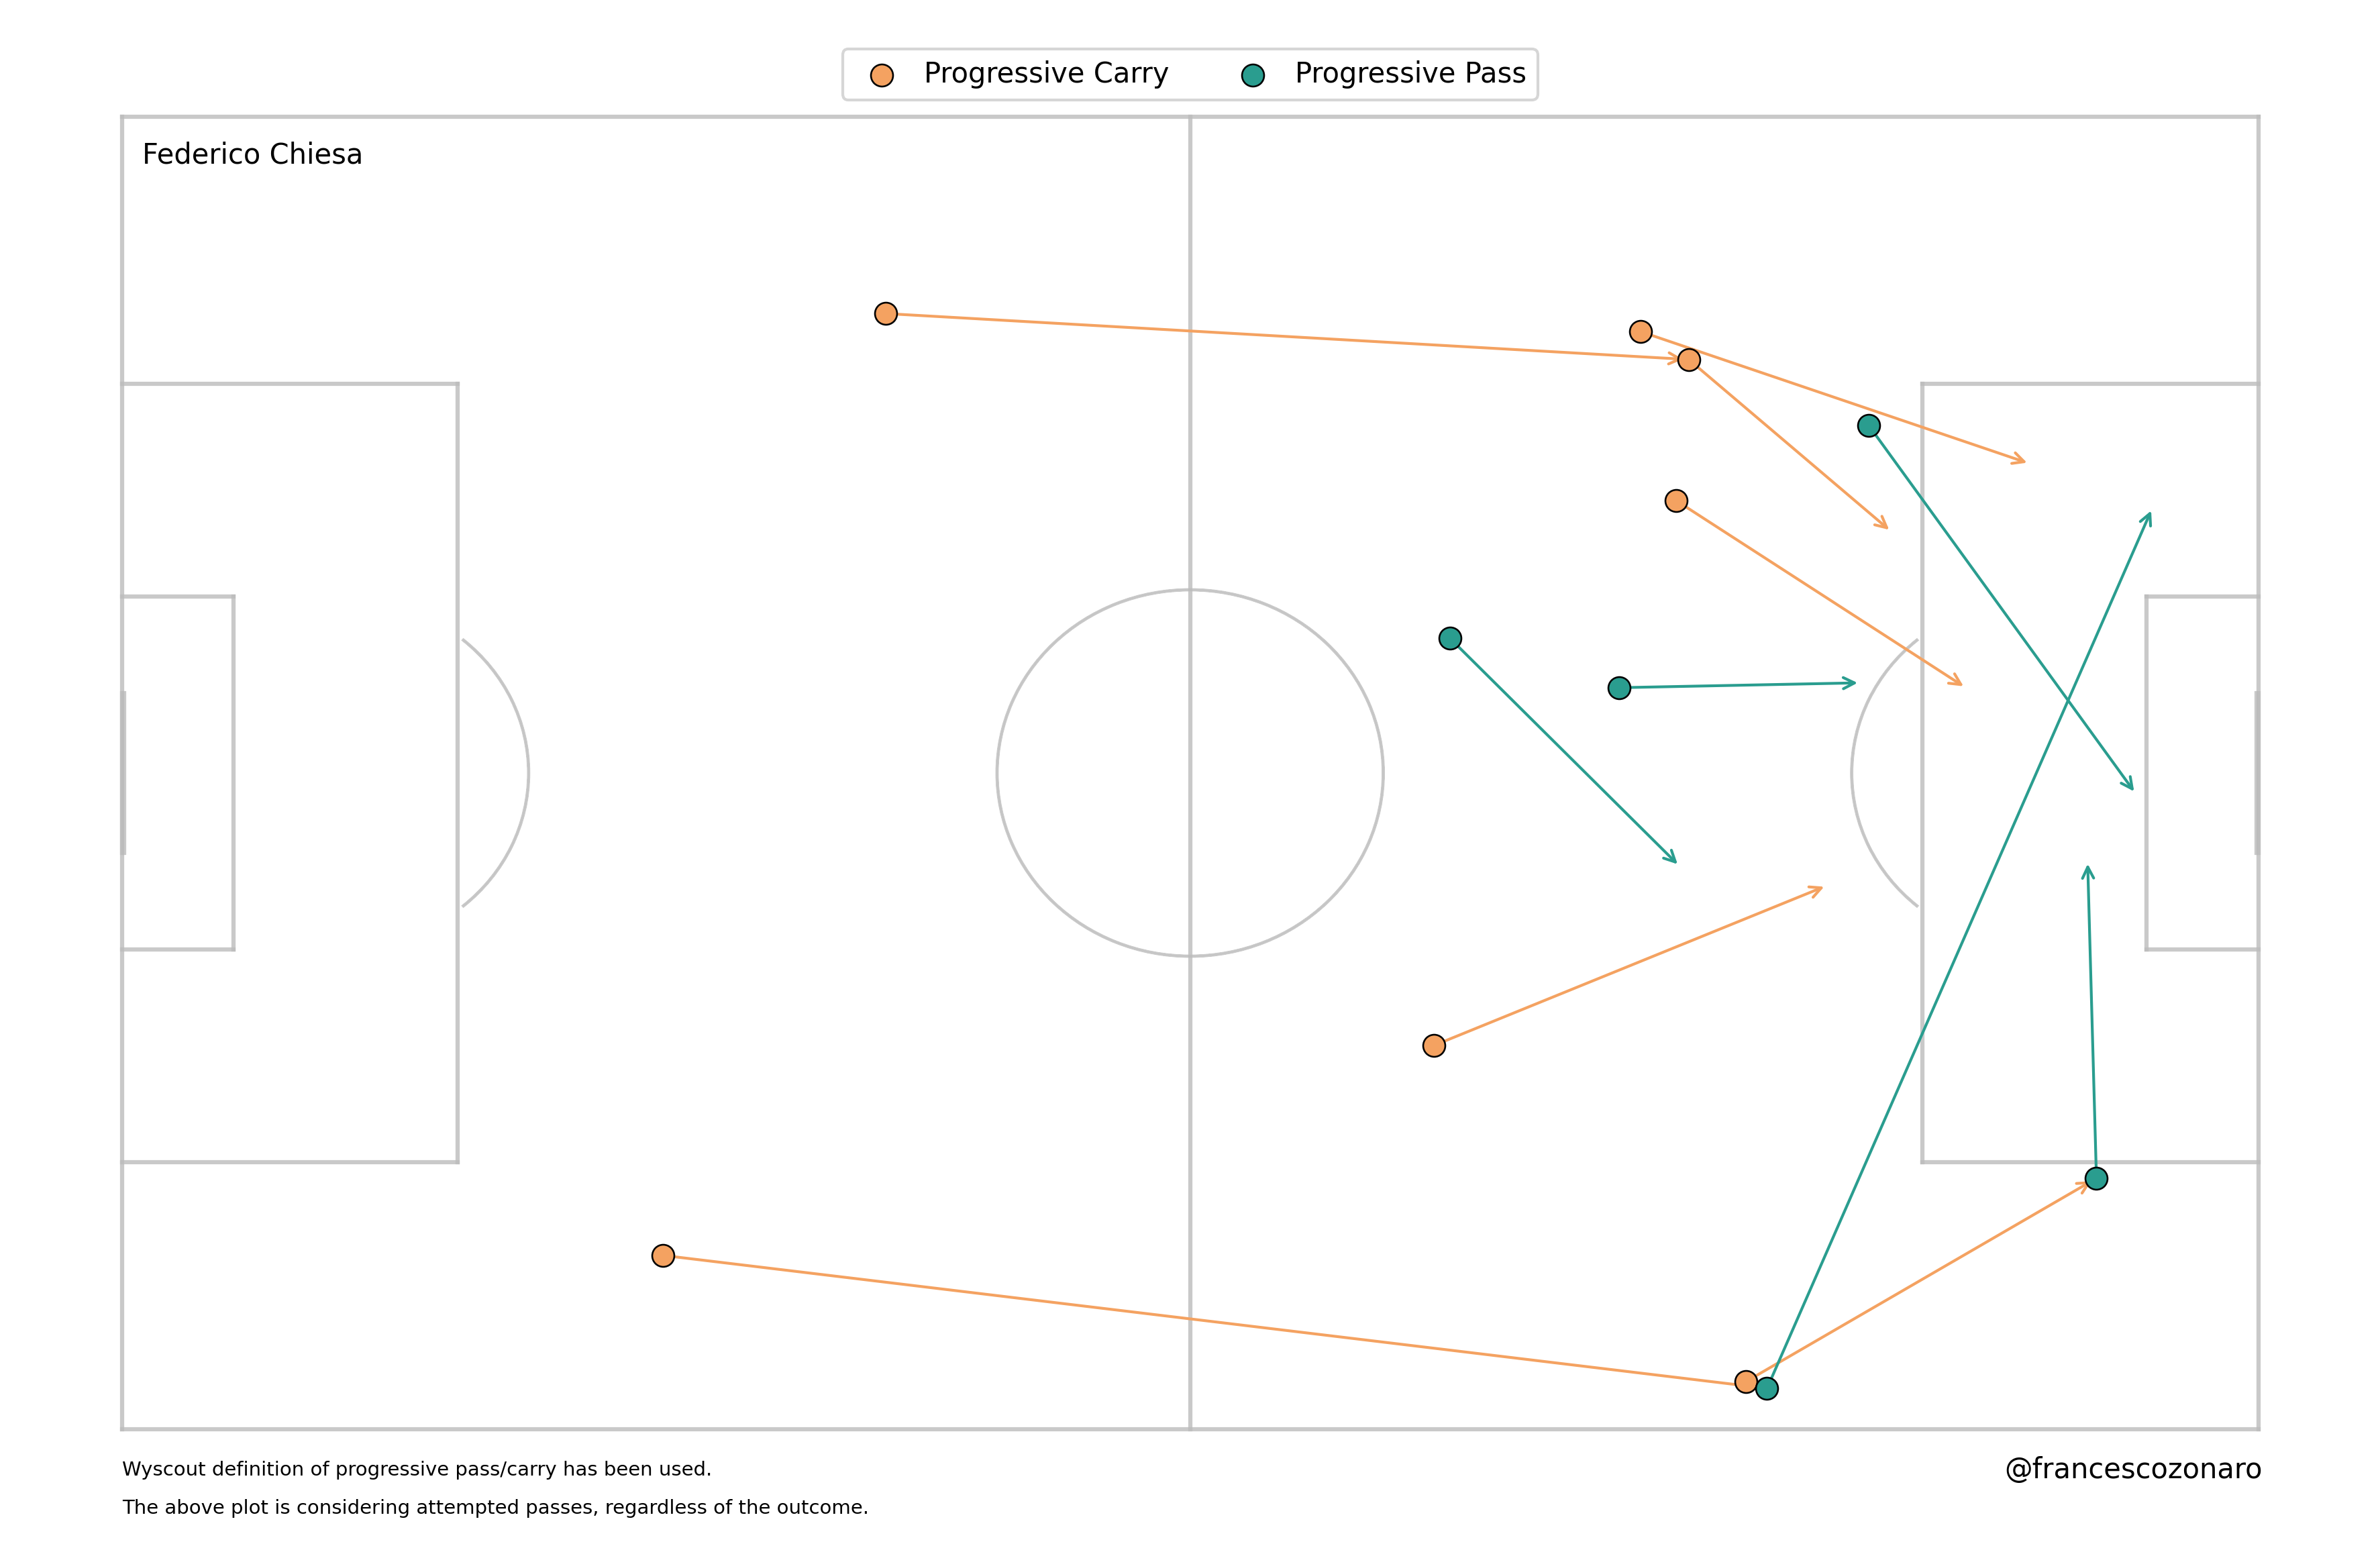 Progressive Carry Progressive Pass
Federico Chiesa
Wyscout definition of progressive pass/carry has been used.
@francescozonaro
The above plot is considering attempted passes, regardless of the outcome.